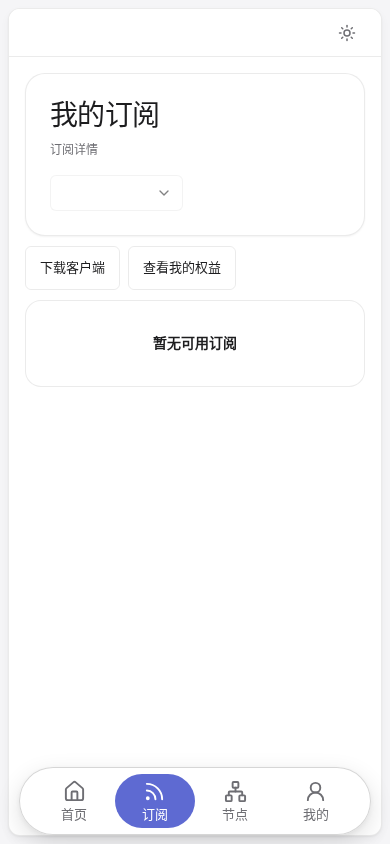 我的订阅
订阅详情
下载客户端
查看我的权益
暂无可用订阅
首页
订阅
节点
我的